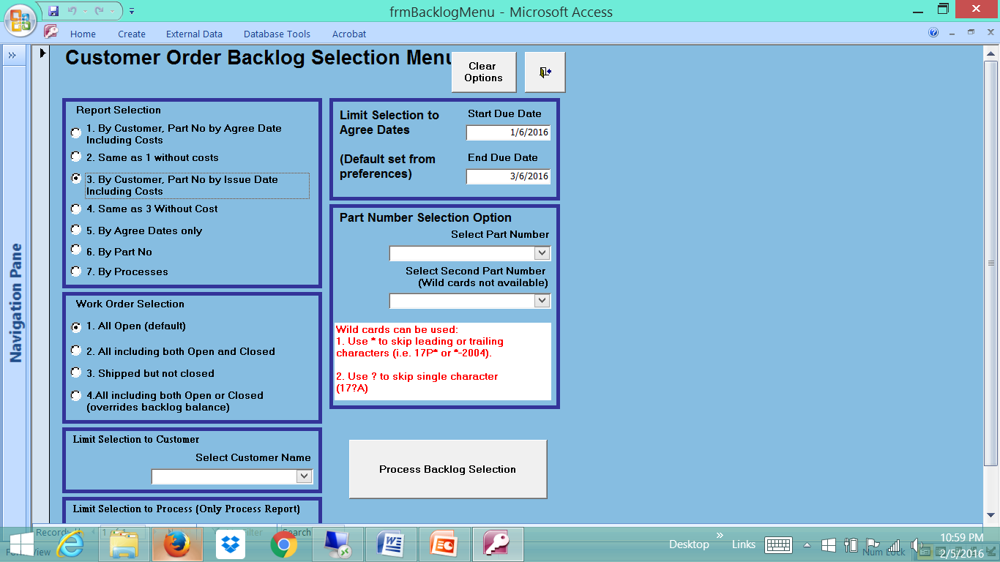 frmBacklogMenu - Microsoft Access
Home Create External Data Database Tools Acrobat
Customer Order Backlog Selection Menu
Clear
Options
Report Selection
1. By Customer, Part No by Agree Date
Including Costs
2. Same as 1 without costs
3. By Customer, Part No by Issue Date
Including Costs
4. Same as 3 Without Cost
5. By Agree Dates only
6. By Part No
7. By Processes
Work Order Selection
1. All Open (default)
2. All including both Open and Closed
3. Shipped but not closed
4.All including both Open or Closed
(overrides backlog balance)
Limit Selection to Customer
Select Customer Name
Limit Selection to Process (Only Process Report)
Limit Selection to
Agree Dates
(Default set from
preferences)
Start Due Date
1/6/2016
End Due Date
3/6/2016
Part Number Selection Option
Select Part Number
Select Second Part Number
(Wild cards not available)
Wild cards can be used:
1. Use * to skip leading or trailing
characters (i.e. 17P* or *-2004).
2. Use ? to skip single character
(17?A)
Process Backlog Selection
Navigation Pane
Record: 1 of 1 Filter Search
Form View
Desktop Links
Num Lock
10:59 PM
2/5/2016